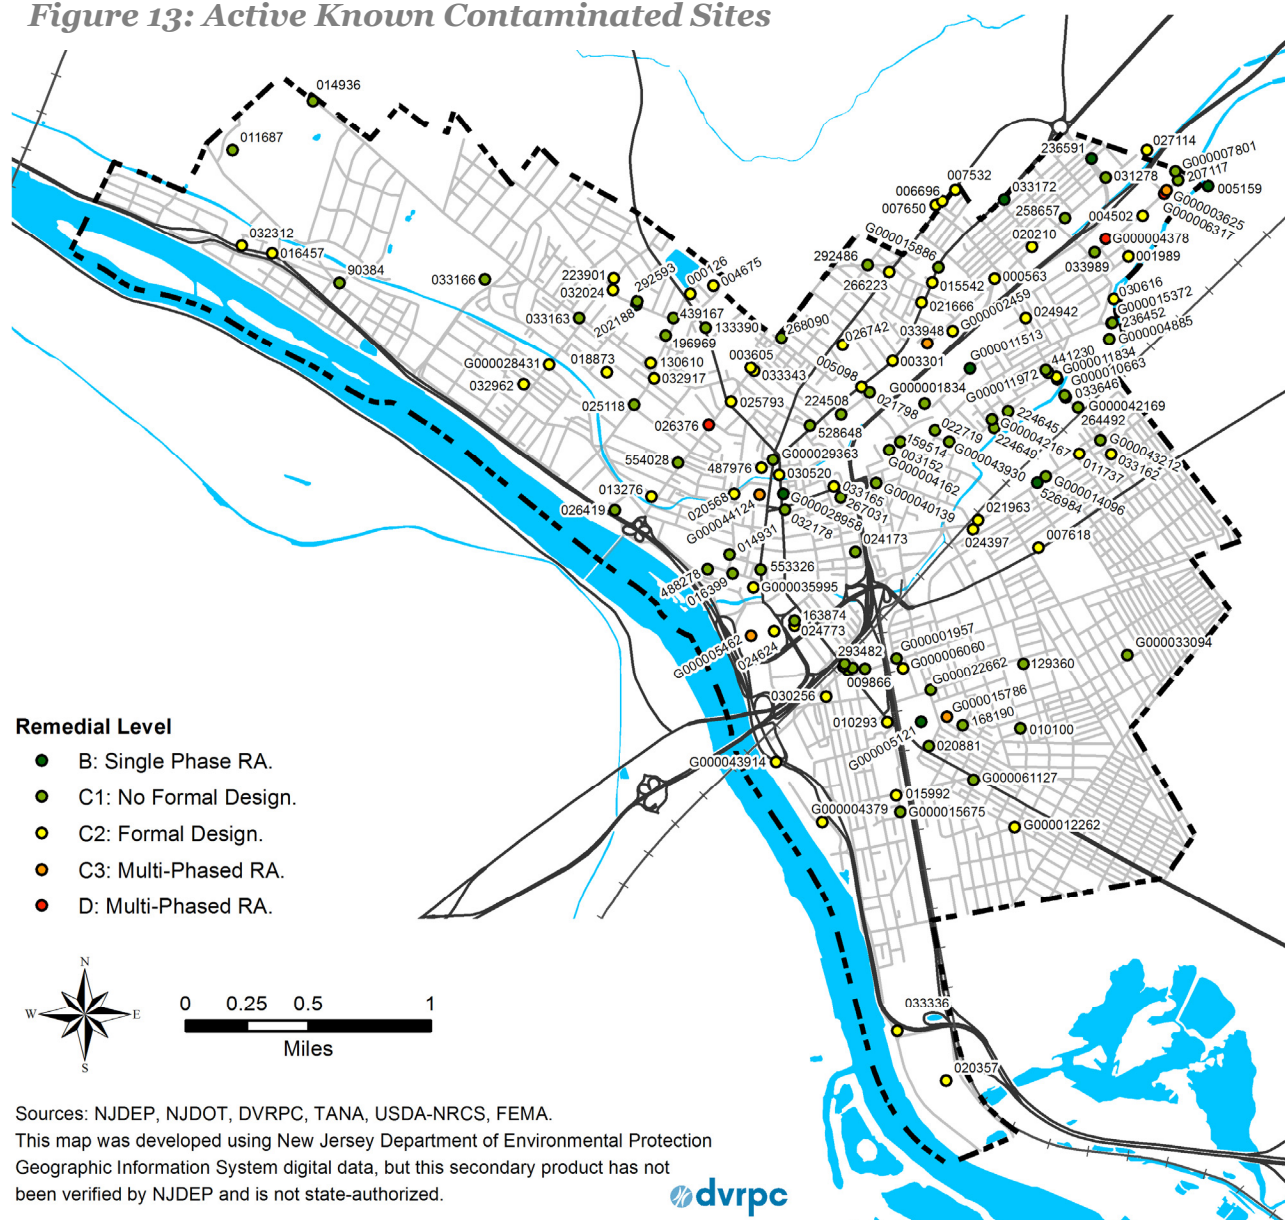 Figure 13: Active Known Contaminated Sites
014936
011687
236591
027114
G000007801
207117
005159
031278
007532
006696
007650
033172
258657
004502
G000003625
G000006317
G000004378
020210
033989
001989
032312
016457
90384
033166
223901
032024
292593
202188
000126
004675
G000015886
292486
266223
015542
021666
000563
G000002459
024942
030616
G000015372
236452
G000004885
033163
439167
196969
133390
268090
026742
033948
003301
G000011513
G000028431
032962
018873
130610
032917
003605
033343
005098
021798
G000001834
G000011972
441230
G000011834
G000010663
033646
G000042169
264492
025118
025793
224508
528648
026376
022719
159514
003152
G000004162
G000043930
224645
224649
G000042167
G000043212
033162
011737
554028
487976
G000029363
030520
013276
026419
020568
G000044124
033165
267031
G000028958
032178
G000040139
G000014096
526984
021963
024397
007618
014931
024173
488278
016399
553326
G000035995
163874
024773
024624
G000005462
293482
009866
G000001957
G000006060
G000022662
129360
G000033094
030256
G000015786
168190
010100
010293
G000005121
020881
G000043914
G000061127
015992
G000004379
G000015675
G000012262
033336
020357
Remedial Level
B: Single Phase RA.
C1: No Formal Design.
C2: Formal Design.
C3: Multi-Phased RA.
D: Multi-Phased RA.
N
W
E
S
0 0.25 0.5 1
Miles
Sources: NJDEP, NJDOT, DVRPC, TANA, USDA-NRCS, FEMA.
This map was developed using New Jersey Department of Environmental Protection
Geographic Information System digital data, but this secondary product has not
been verified by NJDEP and is not state-authorized.
dvrpc